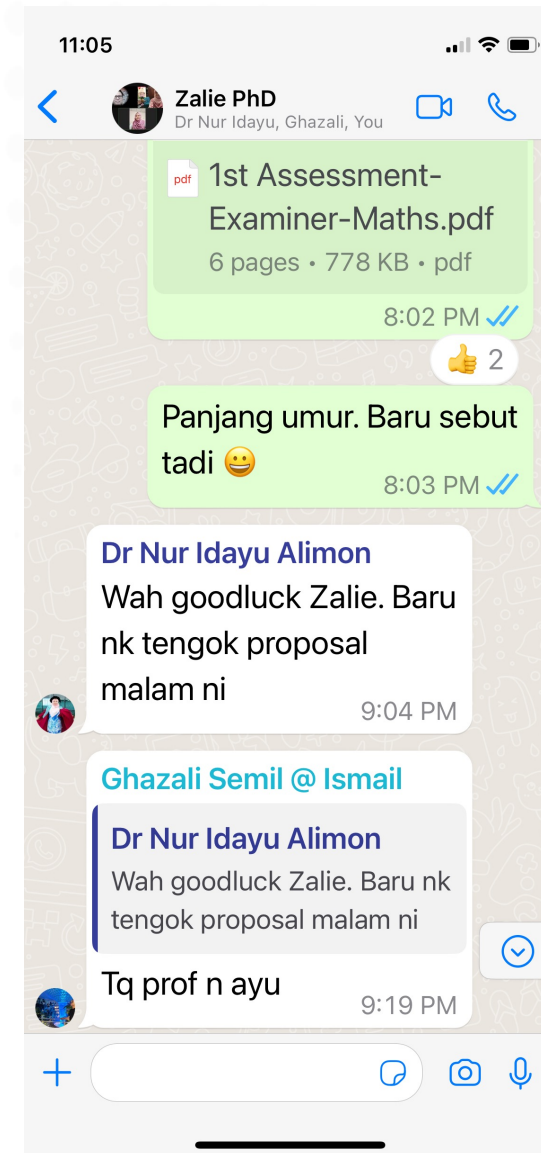 11:05
Zalie PhD
Dr Nur Idayu, Ghazali, You
pdf
1st Assessment-
Examiner-Maths.pdf
6 pages • 778 KB • pdf
8:02 PM
2
Panjang umur. Baru sebut
tadi 😀
8:03 PM
Dr Nur Idayu Alimon
Wah goodluck Zalie. Baru
nk tengok proposal
malam ni
9:04 PM
Ghazali Semil @ Ismail
Dr Nur Idayu Alimon
Wah goodluck Zalie. Baru nk
tengok proposal malam ni
Tq prof n ayu
9:19 PM